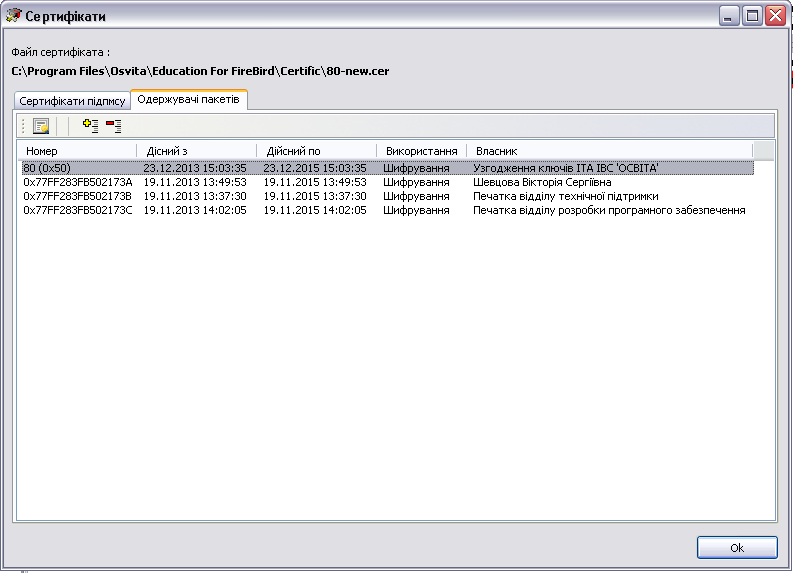 Сертифікати
Файл сертифіката :
C:\Program Files\Osvita\Education For FireBird\Certific\80-new.cer
Сертифікати підпису Одержувачі пакетів
Номер Дісний з Дійсний по Використання Власник
80 (0x50) 23.12.2013 15:03:35 23.12.2015 15:03:35 Шифрування Узгодження ключів ІТА ІВС 'ОСВІТА'
0x77FF283FB502173A 19.11.2013 13:49:53 19.11.2015 13:49:53 Шифрування Шевцова Вікторія Сергіївна
0x77FF283FB502173B 19.11.2013 13:37:30 19.11.2015 13:37:30 Шифрування Печатка відділу технічної підтримки
0x77FF283FB502173C 19.11.2013 14:02:05 19.11.2015 14:02:05 Шифрування Печатка відділу розробки програмного забезпечення
Ok